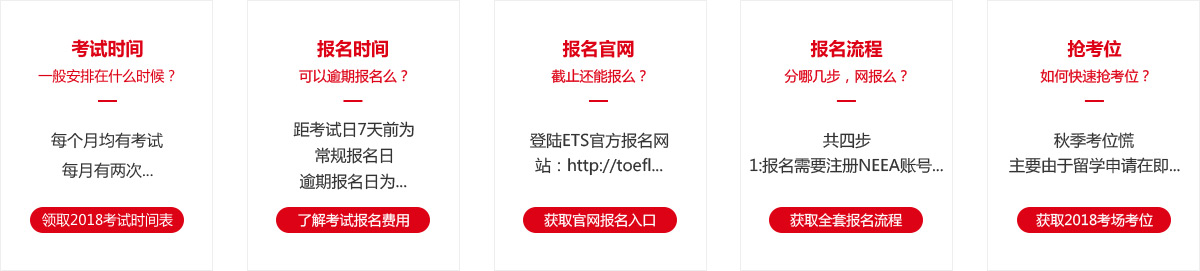 考试时间
一般安排在什么时候？
每个月均有考试
每月有两次...
领取2018考试时间表
报名时间
可以逾期报名么？
距考试日7天前为
常规报名日
逾期报名日为...
了解考试报名费用
报名官网
截止还能报么？
登陆ETS官方报名网
站：http://toefl...
获取官网报名入口
报名流程
分哪几步，网报么？
共四步
1:报名需要注册NEEA账号...
获取全套报名流程
抢考位
如何快速抢考位？
秋季考位慌
主要由于留学申请在即...
获取2018考场考位